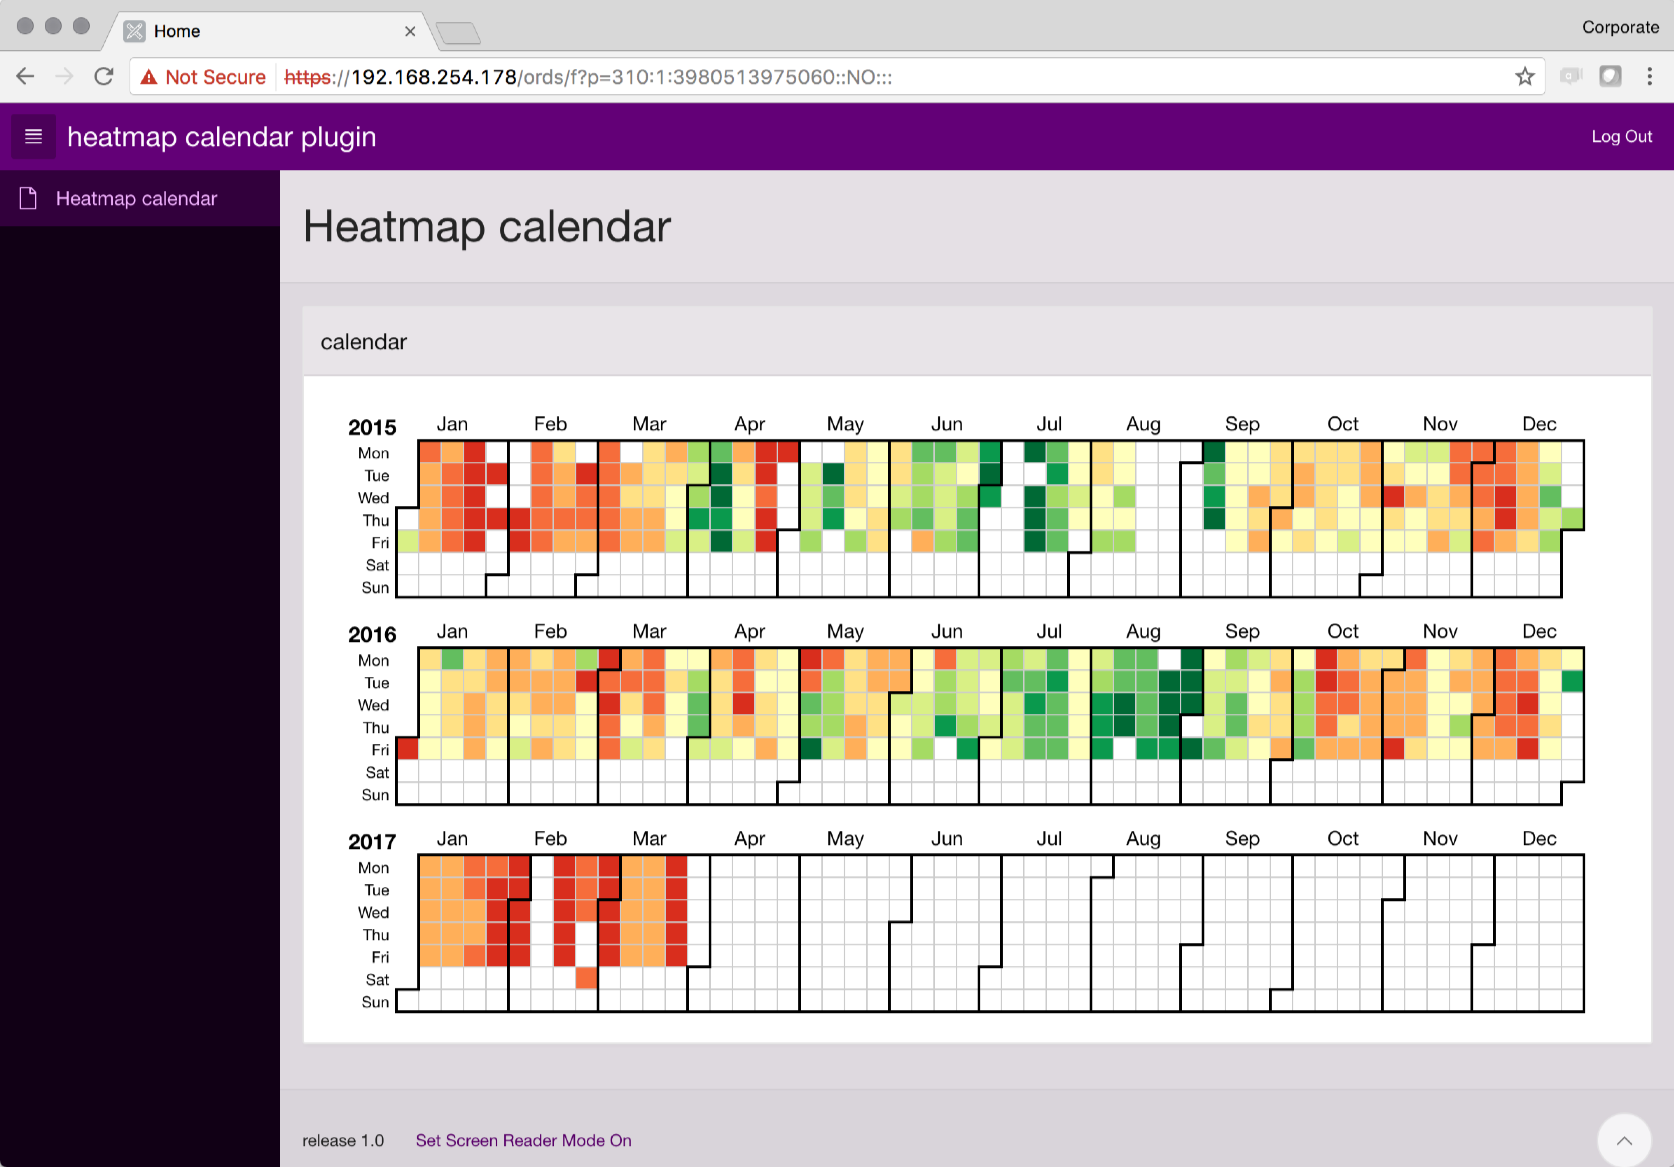 Home
Corporate
Not Secure https://192.168.254.178/ords/f?p=310:1:3980513975060::NO:::
heatmap calendar plugin
Log Out
Heatmap calendar
Heatmap calendar
calendar
2015 Jan Feb Mar Apr May Jun Jul Aug Sep Oct Nov Dec
Mon
Tue
Wed
Thu
Fri
Sat
Sun
2016 Jan Feb Mar Apr May Jun Jul Aug Sep Oct Nov Dec
Mon
Tue
Wed
Thu
Fri
Sat
Sun
2017 Jan Feb Mar Apr May Jun Jul Aug Sep Oct Nov Dec
Mon
Tue
Wed
Thu
Fri
Sat
Sun
release 1.0 Set Screen Reader Mode On